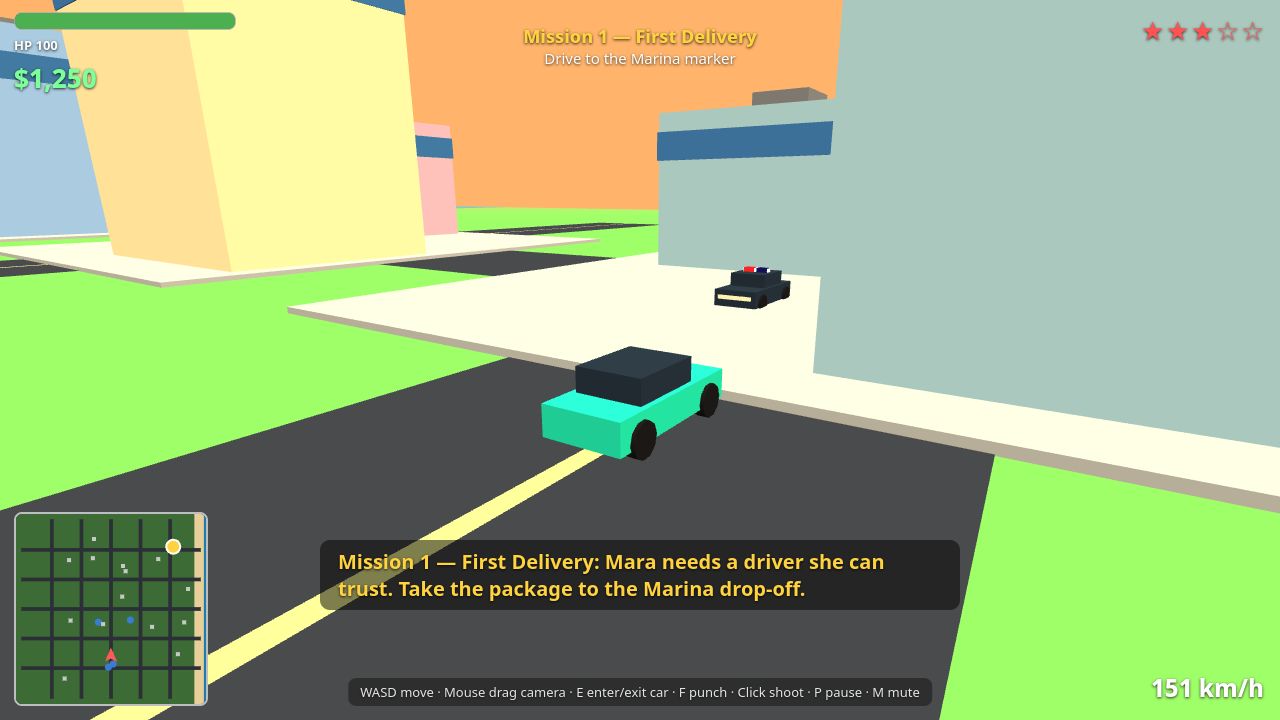 HP 100
$1,250
Mission 1 — First Delivery
Drive to the Marina marker
★★★☆☆
Mission 1 — First Delivery: Mara needs a driver she can
trust. Take the package to the Marina drop-off.
WASD move · Mouse drag camera · E enter/exit car · F punch · Click shoot · P pause · M mute
151 km/h